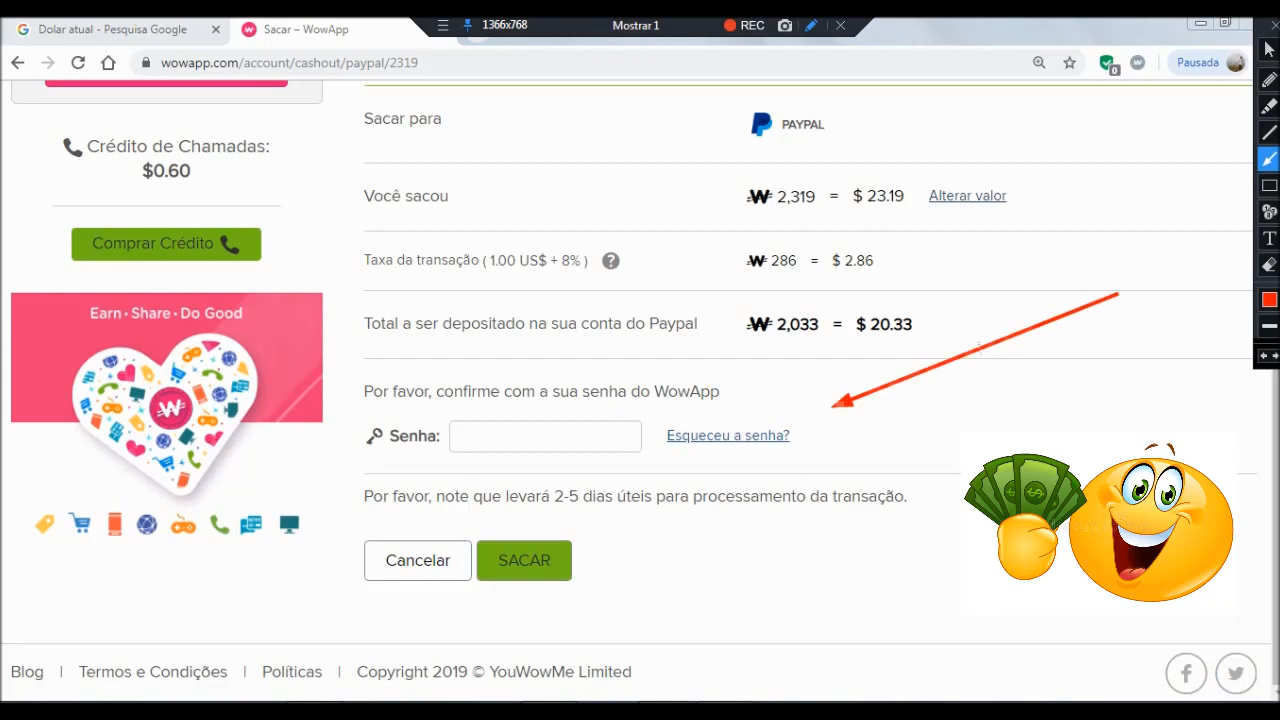 Dolar atual - Pesquisa Google
Sacar – WowApp
1366x768
Mostrar 1
REC
wowapp.com/account/cashout/paypal/2319
0
Pausada
Crédito de Chamadas:
$0.60
Comprar Crédito
Earn · Share · Do Good
Sacar para
PAYPAL
Você sacou
W 2,319 = $ 23.19
Alterar valor
Taxa da transação ( 1.00 US$ + 8% ) ?
W 286 = $ 2.86
Total a ser depositado na sua conta do Paypal
W 2,033 = $ 20.33
Por favor, confirme com a sua senha do WowApp
Senha:
Esqueceu a senha?
Por favor, note que levará 2-5 dias úteis para processamento da transação.
Cancelar
SACAR
Blog | Termos e Condições | Políticas | Copyright 2019 © YouWowMe Limited